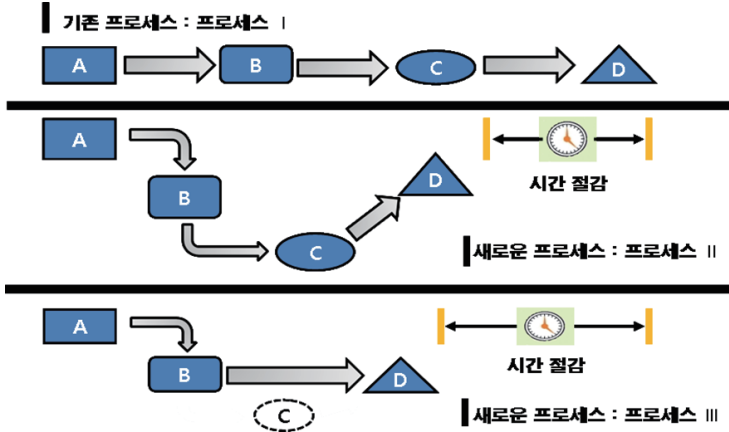 기존 프로세스 : 프로세스 Ⅰ
A
B
C
D
A
B
C
D
시간 절감
새로운 프로세스 : 프로세스 Ⅱ
A
B
C
D
시간 절감
새로운 프로세스 : 프로세스 Ⅲ